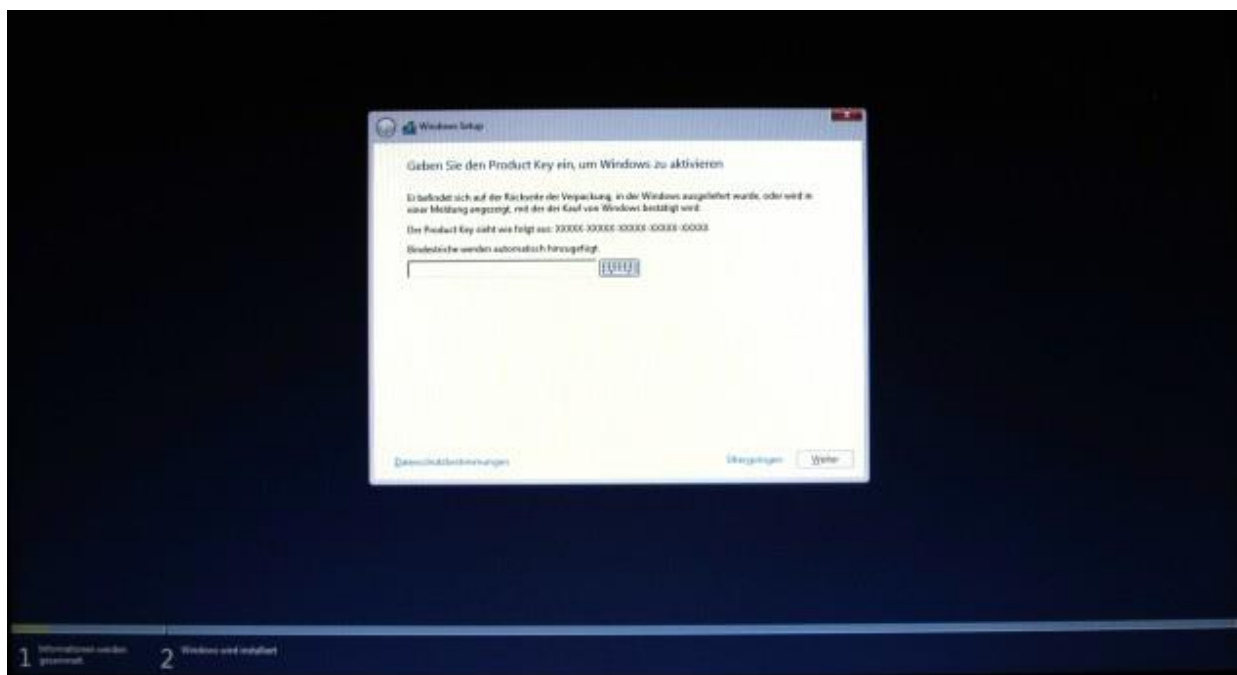 Windows Setup
Geben Sie den Product Key ein, um Windows zu aktivieren
Er befindet sich auf der Rückseite der Verpackung, in der Windows ausgeliefert wurde, oder wird in
einer Meldung angezeigt, mit der der Kauf von Windows bestätigt wird.
Der Product Key sieht wie folgt aus: XXXXX-XXXXX-XXXXX-XXXXX-XXXXX
Bindestriche werden automatisch hinzugefügt.
Datenschutzbestimmungen
Überspringen
Weiter
1 Informationen werden
gesammelt
2 Windows wird installiert